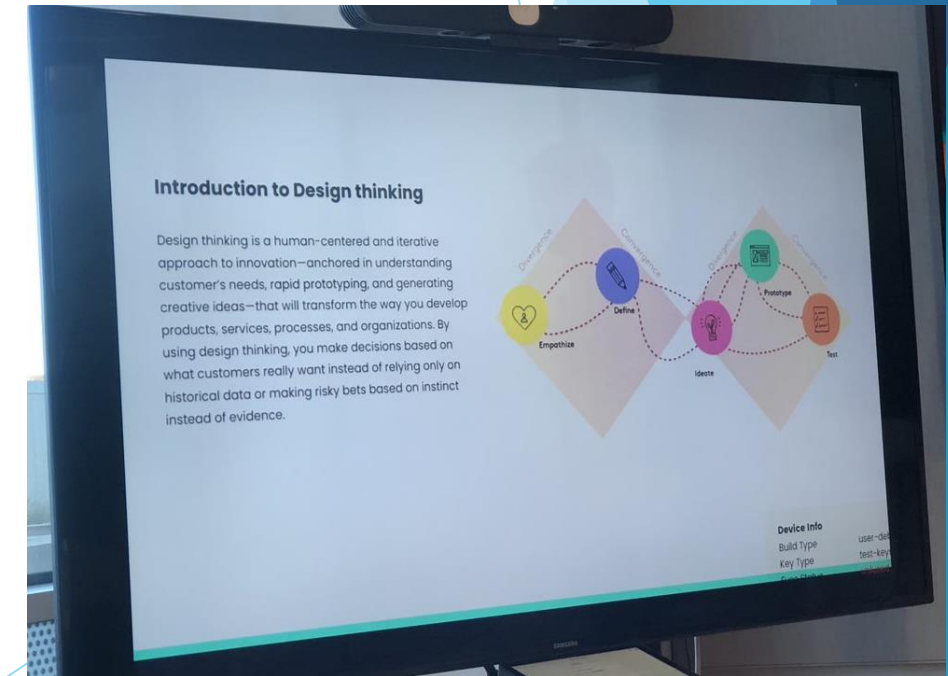 Introduction to Design thinking
Design thinking is a human-centered and iterative
approach to innovation—anchored in understanding
customer's needs, rapid prototyping, and generating
creative ideas—that will transform the way you develop
products, services, processes, and organizations. By
using design thinking, you make decisions based on
what customers really want instead of relying only on
historical data or making risky bets based on instinct
instead of evidence.
Divergence
Convergence
Divergence
Convergence
Empathize
Define
Ideate
Prototype
Test
Device Info
Build Type
Key Type
test-key
SAMSUNG